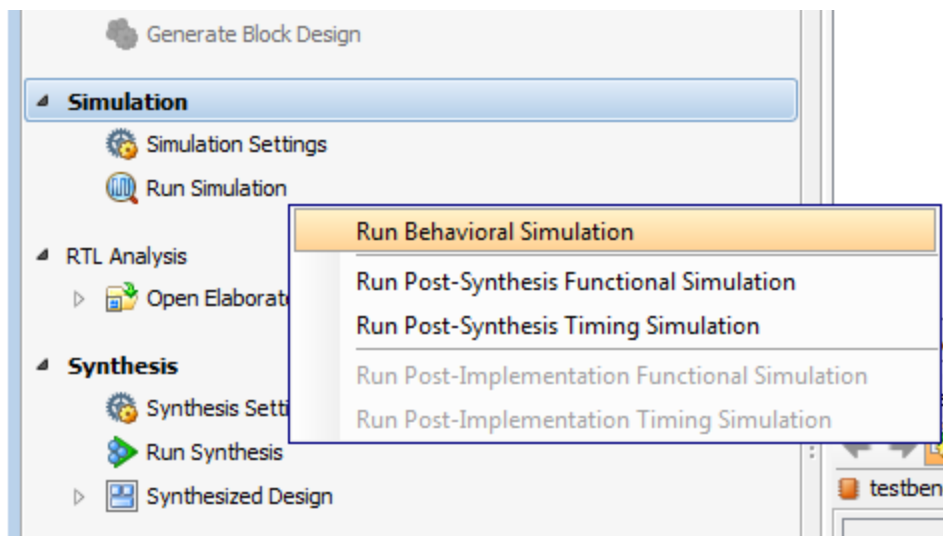 Generate Block Design
Simulation
Simulation Settings
Run Simulation
Run Behavioral Simulation
Run Post-Synthesis Functional Simulation
Run Post-Synthesis Timing Simulation
Run Post-Implementation Functional Simulation
Run Post-Implementation Timing Simulation
RTL Analysis
Open Elaborat
Synthesis
Synthesis Setti
Run Synthesis
Synthesized Design
testben